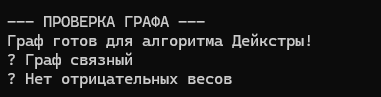 --- ПРОВЕРКА ГРАФА ---
Граф готов для алгоритма Дейкстры!
? Граф связный
? Нет отрицательных весов